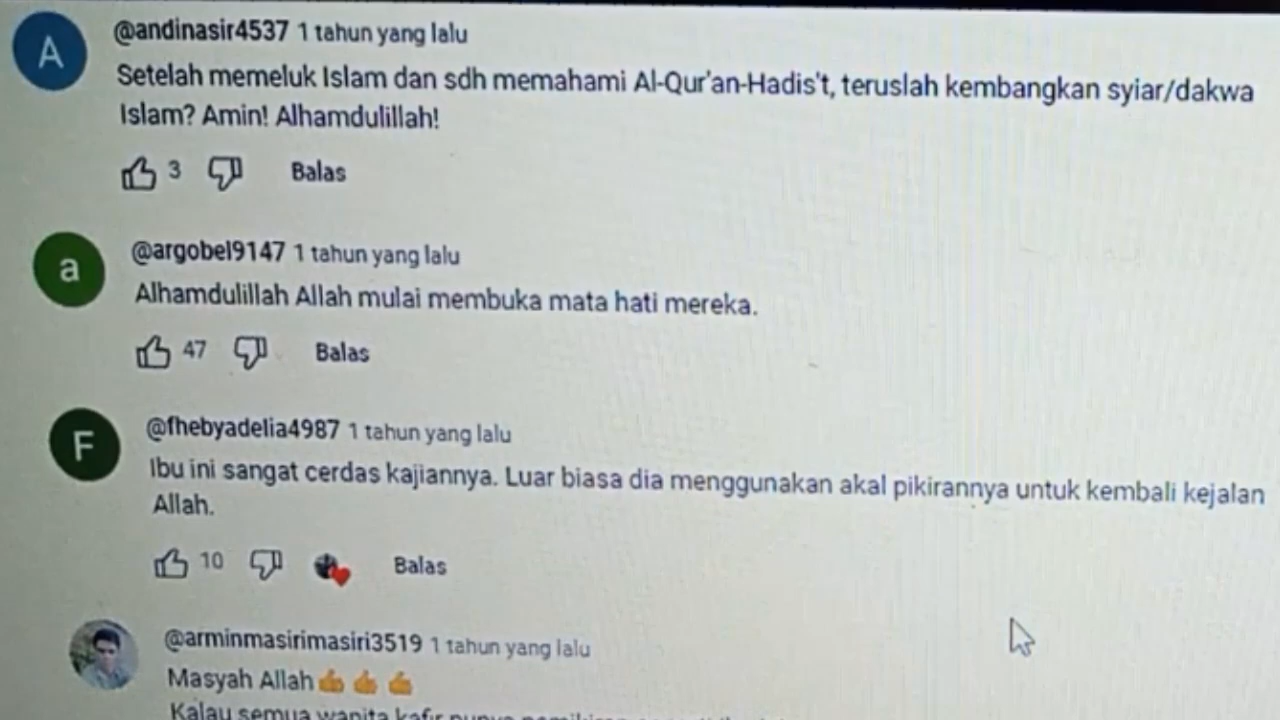 A
@andinasir4537 1 tahun yang lalu
Setelah memeluk Islam dan sdh memahami Al-Qur'an-Hadis't, teruslah kembangkan syiar/dakwa
Islam? Amin! Alhamdulillah!
3 Balas
a
@argobel9147 1 tahun yang lalu
Alhamdulillah Allah mulai membuka mata hati mereka.
47 Balas
F
@fhebyadelia4987 1 tahun yang lalu
Ibu ini sangat cerdas kajiannya. Luar biasa dia menggunakan akal pikirannya untuk kembali kejalan
Allah.
10 Balas
@arminmasirimasiri3519 1 tahun yang lalu
Masyah Allah👍👍👍
Kalau semua wanita kafir punya